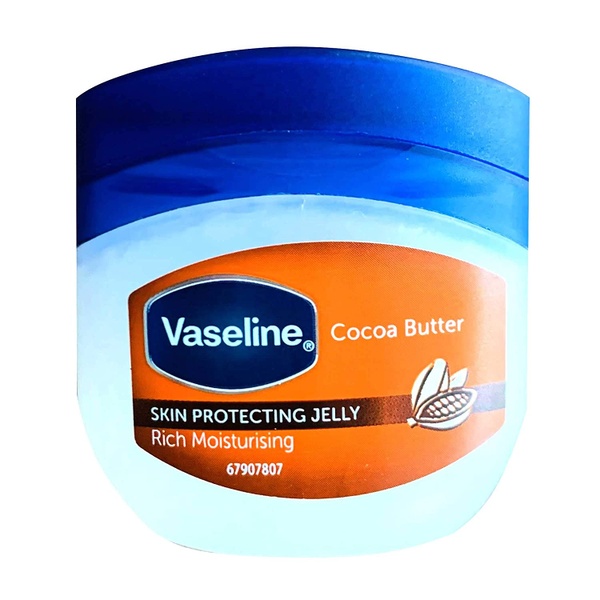 Vaseline®
Cocoa Butter
SKIN PROTECTING JELLY
Rich Moisturising
67907807